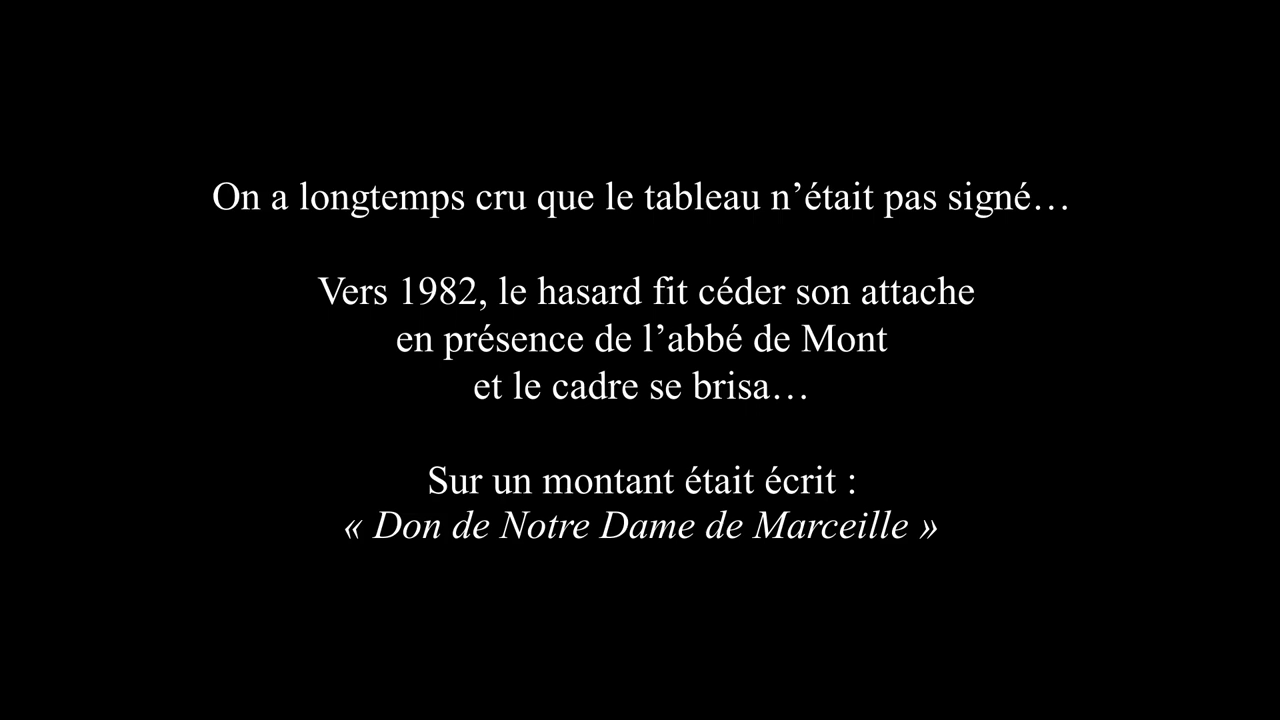 On a longtemps cru que le tableau n’était pas signé…
Vers 1982, le hasard fit céder son attache
en présence de l’abbé de Mont
et le cadre se brisa…
Sur un montant était écrit :
« Don de Notre Dame de Marceille »